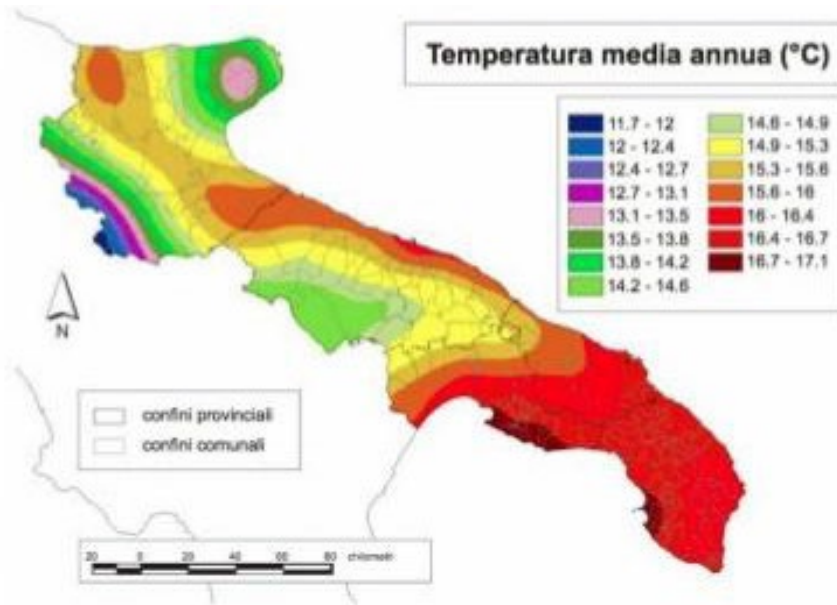 Temperatura media annua (°C)
11.7 - 12
12 - 12.4
12.4 - 12.7
12.7 - 13.1
13.1 - 13.5
13.5 - 13.8
13.8 - 14.2
14.2 - 14.6
14.6 - 14.9
14.9 - 15.3
15.3 - 15.6
15.6 - 16
16 - 16.4
16.4 - 16.7
16.7 - 17.1
N
confini provinciali
confini comunali
20 0 20 40 60 80 chilometri